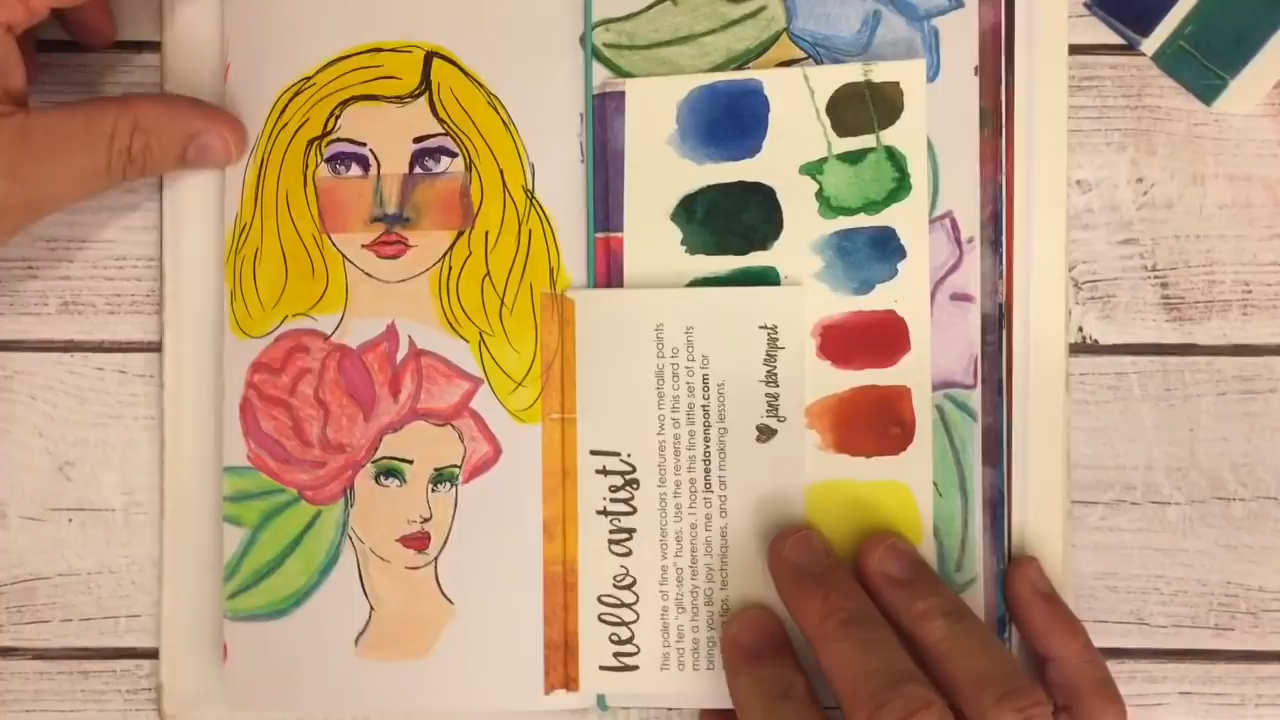 hello artist!
This palette of fine watercolors features two metallic paints
and ten "glitz-sea" hues. Use the reverse of this card to
make a handy reference. I hope this fine little set of paints
brings you BIG joy! Join me at janedavenport.com for
tips, techniques, and art making lessons.
jane davenport